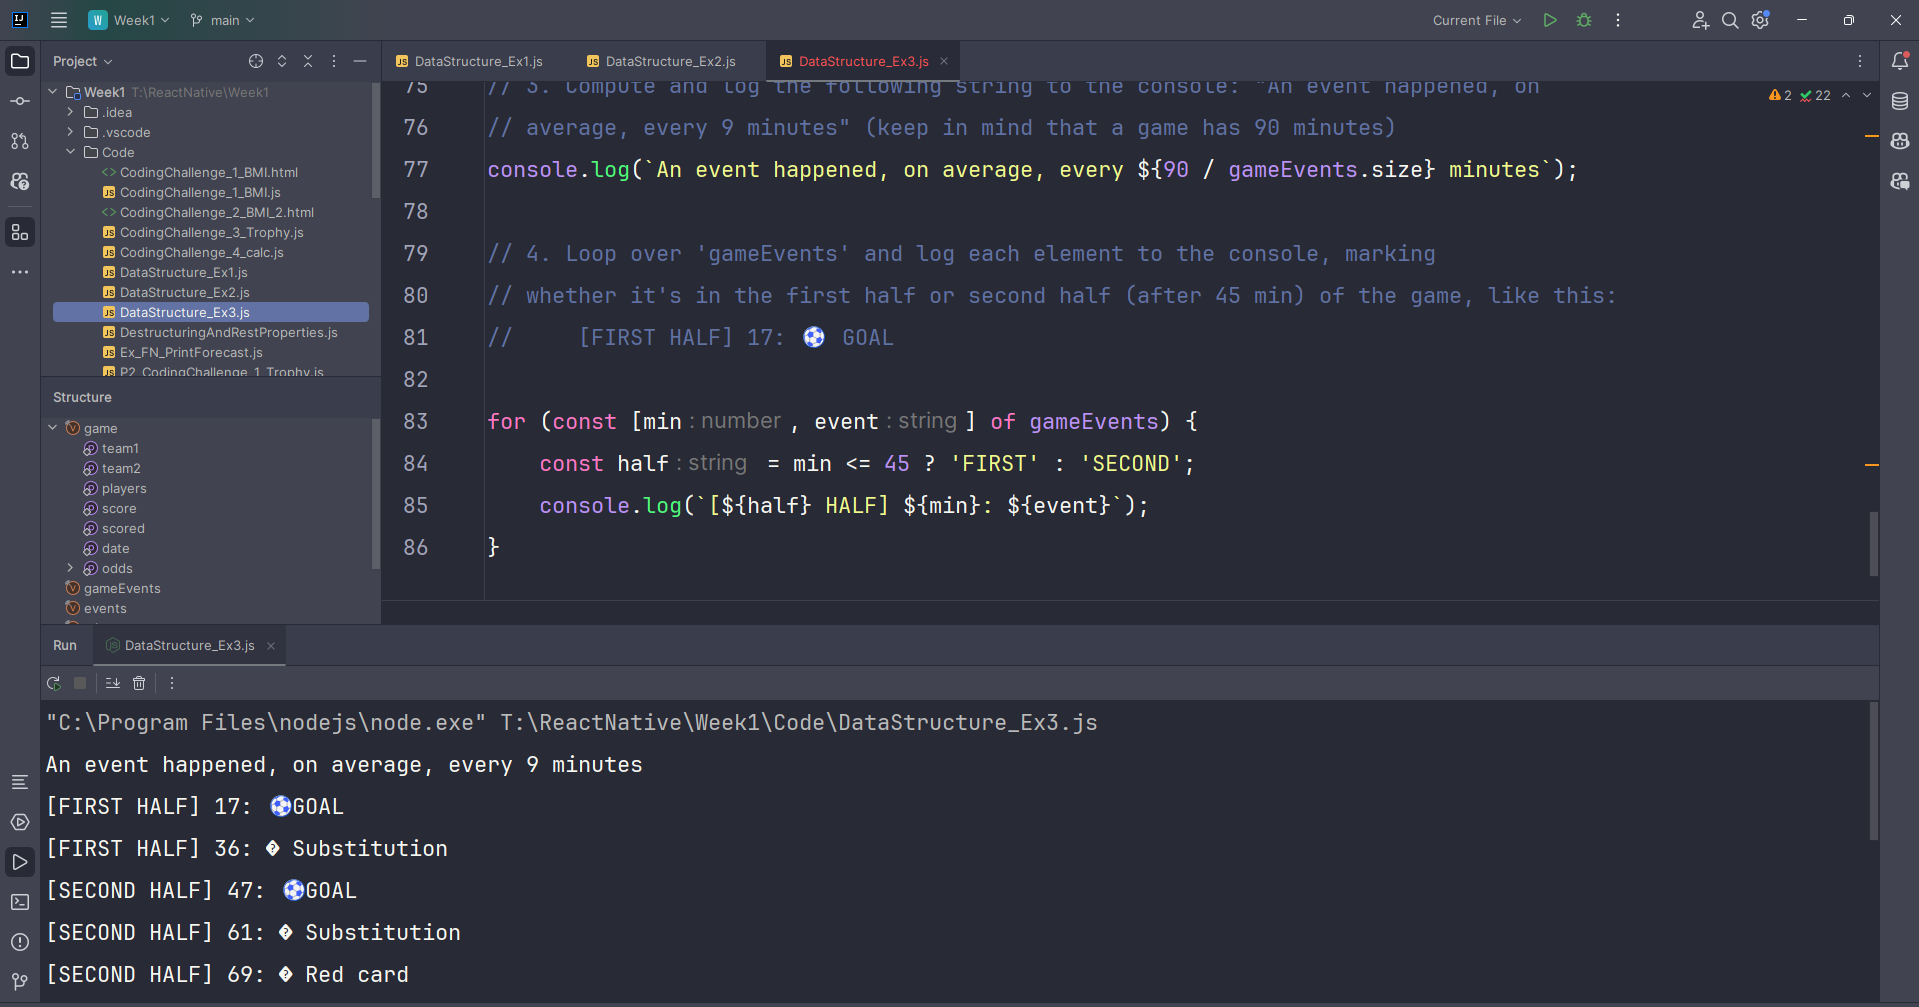 Week1
main
Current File
Project
DataStructure_Ex1.js
DataStructure_Ex2.js
DataStructure_Ex3.js
Week1 T:\ReactNative\Week1
.idea
.vscode
Code
CodingChallenge_1_BMI.html
CodingChallenge_1_BMI.js
CodingChallenge_2_BMI_2.html
CodingChallenge_3_Trophy.js
CodingChallenge_4_calc.js
DataStructure_Ex1.js
DataStructure_Ex2.js
DataStructure_Ex3.js
DestructuringAndRestProperties.js
Ex_FN_PrintForecast.js
P2_CodingChallenge_1_Trophy.js
Structure
game
team1
team2
players
score
scored
date
odds
gameEvents
events
2 22
75 // 3. Compute and log the following string to the console: "An event happened, on
76 // average, every 9 minutes" (keep in mind that a game has 90 minutes)
77 console.log(`An event happened, on average, every ${90 / gameEvents.size} minutes`);
78
79 // 4. Loop over 'gameEvents' and log each element to the console, marking
80 // whether it's in the first half or second half (after 45 min) of the game, like this:
81 // [FIRST HALF] 17: ⚽ GOAL
82
83 for (const [min : number , event : string ] of gameEvents) {
84 const half : string = min <= 45 ? 'FIRST' : 'SECOND';
85 console.log(`[${half} HALF] ${min}: ${event}`);
86 }
Run DataStructure_Ex3.js
"C:\Program Files\nodejs\node.exe" T:\ReactNative\Week1\Code\DataStructure_Ex3.js
An event happened, on average, every 9 minutes
[FIRST HALF] 17: ⚽GOAL
[FIRST HALF] 36: � Substitution
[SECOND HALF] 47: ⚽GOAL
[SECOND HALF] 61: � Substitution
[SECOND HALF] 69: � Red card